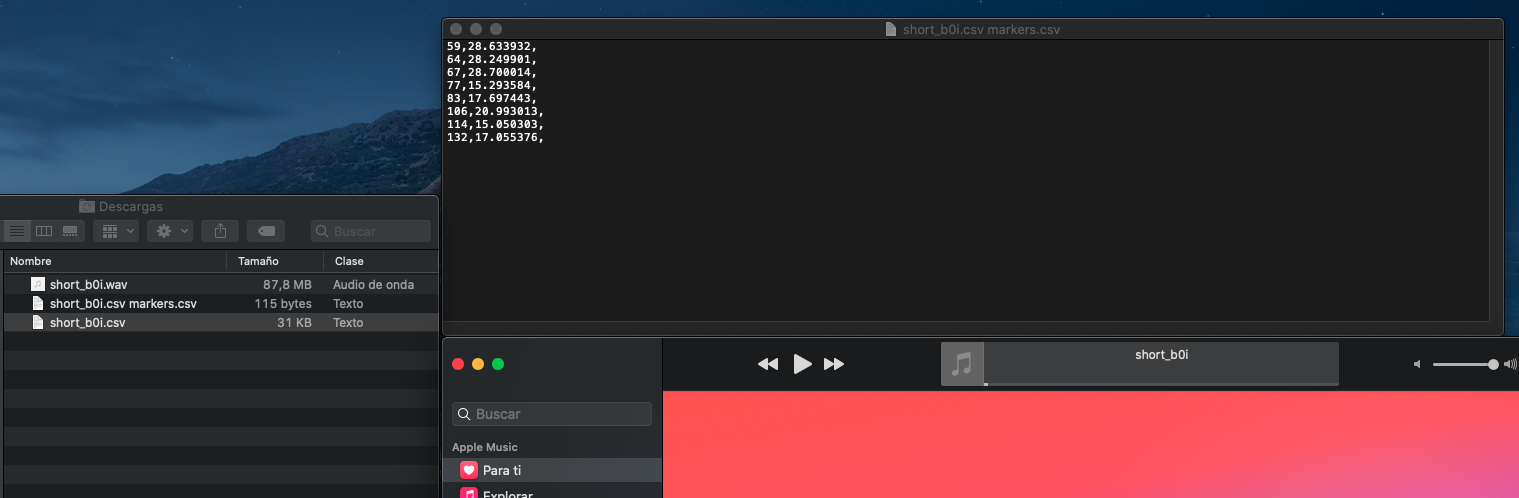 short_b0i.csv markers.csv
59,28.633932,
64,28.249901,
67,28.700014,
77,15.293584,
83,17.697443,
106,20.993013,
114,15.050303,
132,17.055376,
Descargas
Buscar
Nombre Tamaño Clase
short_b0i.wav 87,8 MB Audio de onda
short_b0i.csv markers.csv 115 bytes Texto
short_b0i.csv 31 KB Texto
short_b0i
Buscar
Apple Music
Para ti
Explorar